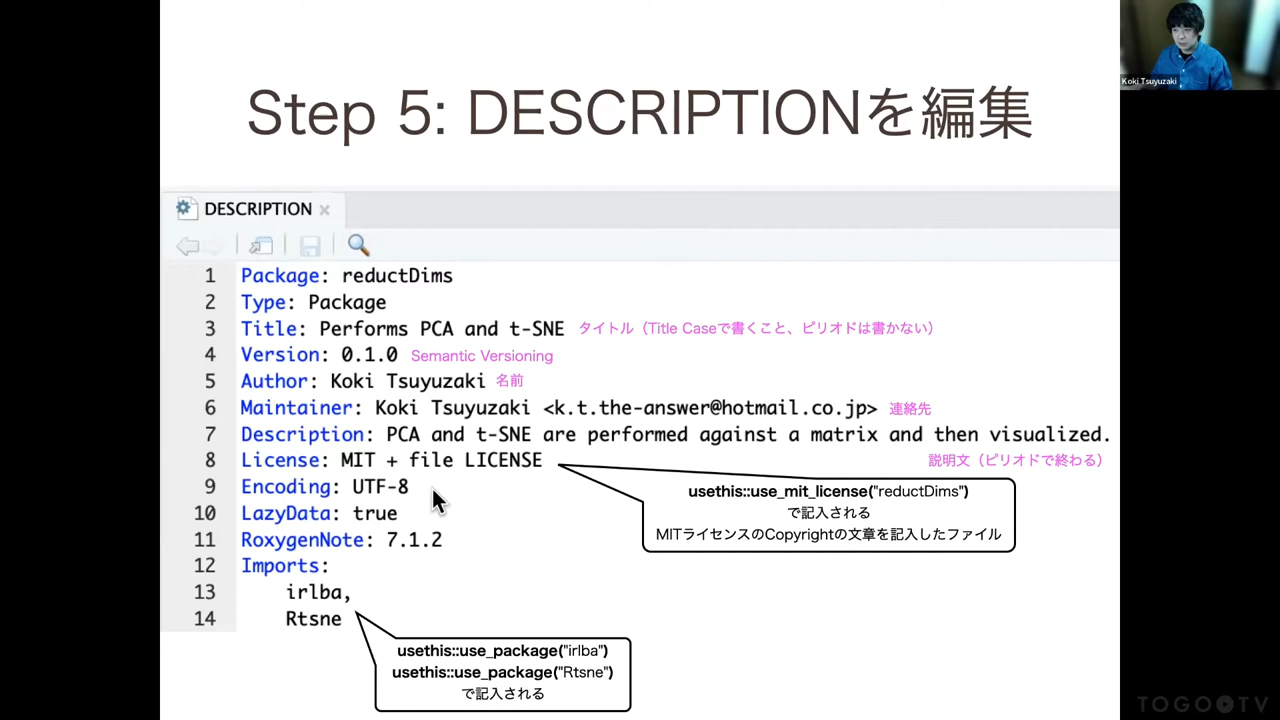 Koki Tsuyuzaki
Step 5: DESCRIPTIONを編集
DESCRIPTION
1 Package: reductDims
2 Type: Package
3 Title: Performs PCA and t-SNE タイトル（Title Caseで書くこと、ピリオドは書かない）
4 Version: 0.1.0 Semantic Versioning
5 Author: Koki Tsuyuzaki 名前
6 Maintainer: Koki Tsuyuzaki <k.t.the-answer@hotmail.co.jp> 連絡先
7 Description: PCA and t-SNE are performed against a matrix and then visualized.
8 License: MIT + file LICENSE 説明文（ピリオドで終わる）
9 Encoding: UTF-8
10 LazyData: true
11 RoxygenNote: 7.1.2
12 Imports:
13 irlba,
14 Rtsne
usethis::use_mit_license("reductDims")
で記入される
MITライセンスのCopyrightの文章を記入したファイル
usethis::use_package("irlba")
usethis::use_package("Rtsne")
で記入される
TOGO TV